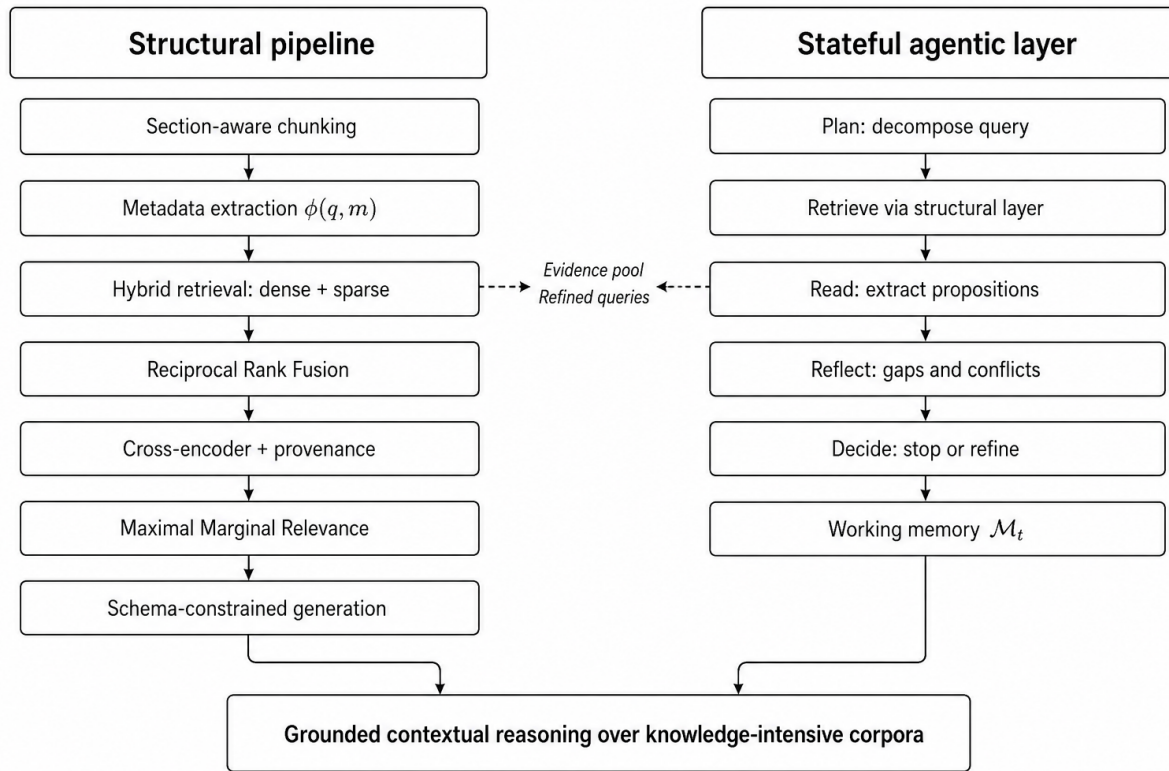 Structural pipeline
Section-aware chunking
Metadata extraction ϕ(q, m)
Hybrid retrieval: dense + sparse
Reciprocal Rank Fusion
Cross-encoder + provenance
Maximal Marginal Relevance
Schema-constrained generation
Evidence pool
Refined queries
Stateful agentic layer
Plan: decompose query
Retrieve via structural layer
Read: extract propositions
Reflect: gaps and conflicts
Decide: stop or refine
Working memory ℳₜ
Grounded contextual reasoning over knowledge-intensive corpora